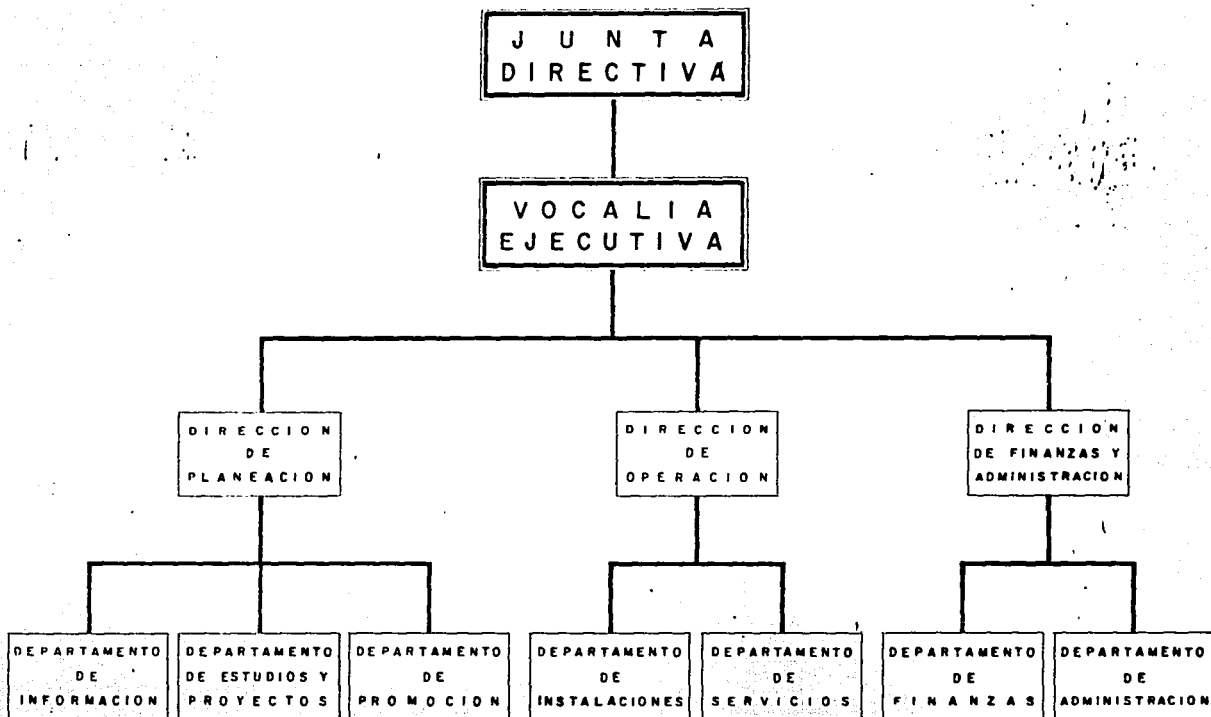 JUNTA
DIRECTIVA
VOCALIA
EJECUTIVA
DIRECCION
DE
PLANEACION
DIRECCION
DE
OPERACION
DIRECCION
DE FINANZAS Y
ADMINISTRACION
DEPARTAMENTO
DE
INFORMACION
DEPARTAMENTO
DE ESTUDIOS Y
PROYECTOS
DEPARTAMENTO
DE
PROMOCION
DEPARTAMENTO
DE
INSTALACIONES
DEPARTAMENTO
DE
SERVICIOS
DEPARTAMENTO
DE
FINANZAS
DEPARTAMENTO
DE
ADMINISTRACION